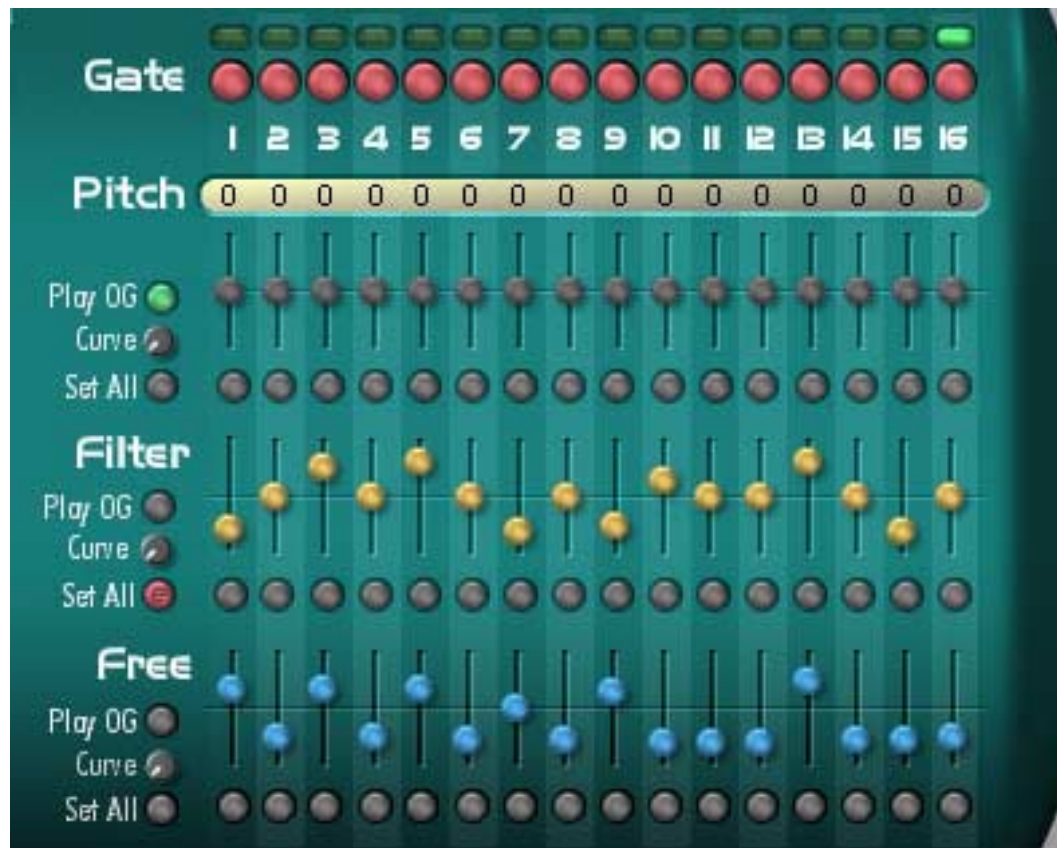 Gate
1 2 3 4 5 6 7 8 9 10 11 12 13 14 15 16
Pitch 0 0 0 0 0 0 0 0 0 0 0 0 0 0 0 0
Play OG
Curve
Set All
Filter
Play OG
Curve
Set All
Free
Play OG
Curve
Set All